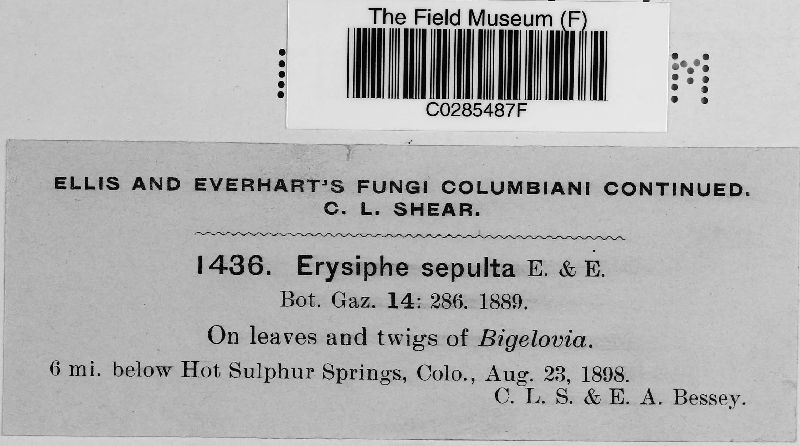 The Field Museum (F)
C0285487F
M
ELLIS AND EVERHART'S FUNGI COLUMBIANI CONTINUED.
C. L. SHEAR.
1436. Erysiphe sepulta E. & E.
Bot. Gaz. 14: 286. 1889.
On leaves and twigs of Bigelovia.
6 mi. below Hot Sulphur Springs, Colo., Aug. 23, 1898.
C. L. S. & E. A. Bessey.